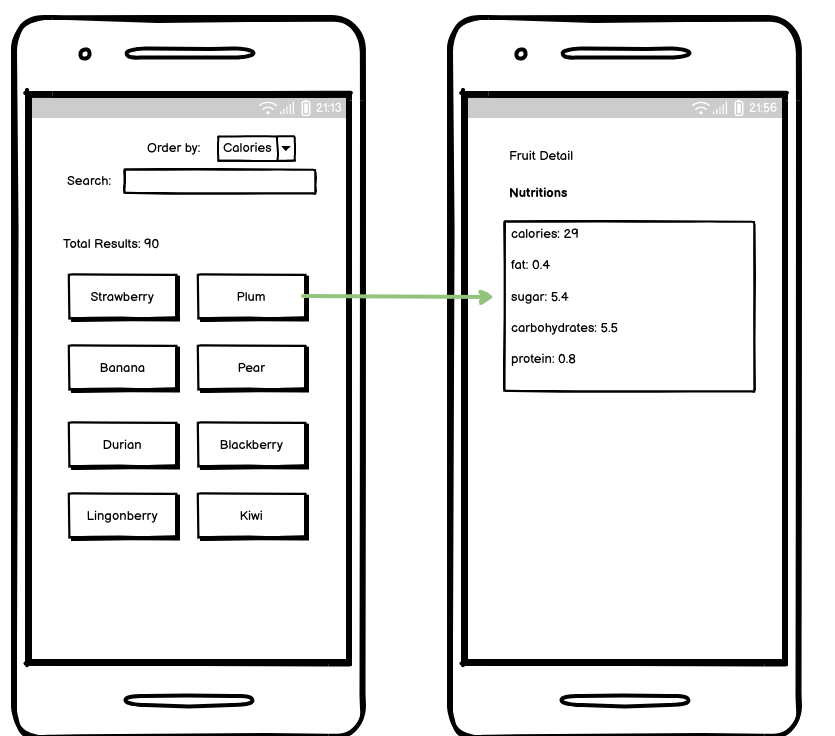 21:13
Order by: Calories
Search:
Total Results: 90
Strawberry Plum
Banana Pear
Durian Blackberry
Lingonberry Kiwi
21:56
Fruit Detail
Nutritions
calories: 29
fat: 0.4
sugar: 5.4
carbohydrates: 5.5
protein: 0.8